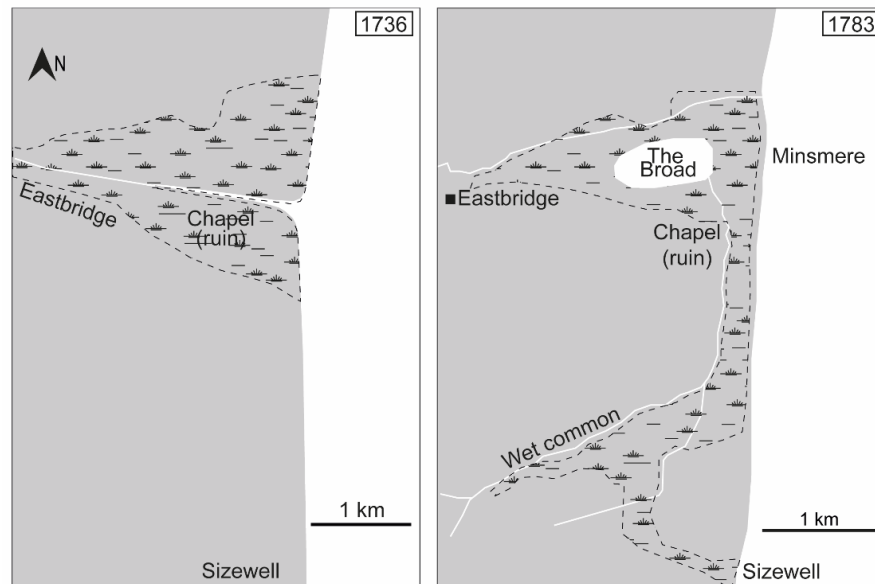 1736
N
Eastbridge
Chapel
(ruin)
1 km
Sizewell
1783
The
Broad
Minsmere
Eastbridge
Chapel
(ruin)
Wet common
1 km
Sizewell